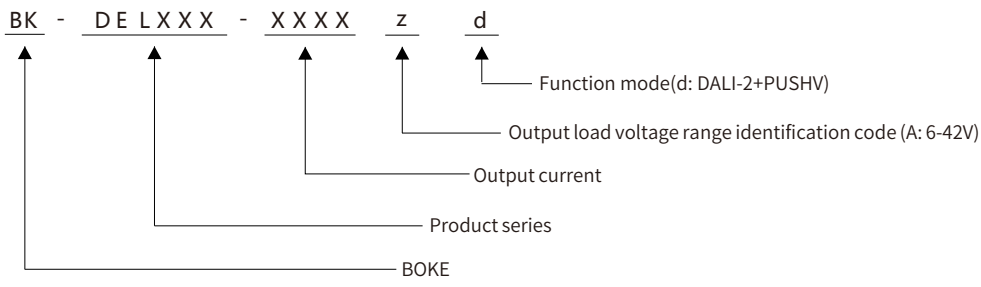 BK - DELXXX - XXXX z d
Function mode(d: DALI-2+PUSHV)
Output load voltage range identification code (A: 6-42V)
Output current
Product series
BOKE